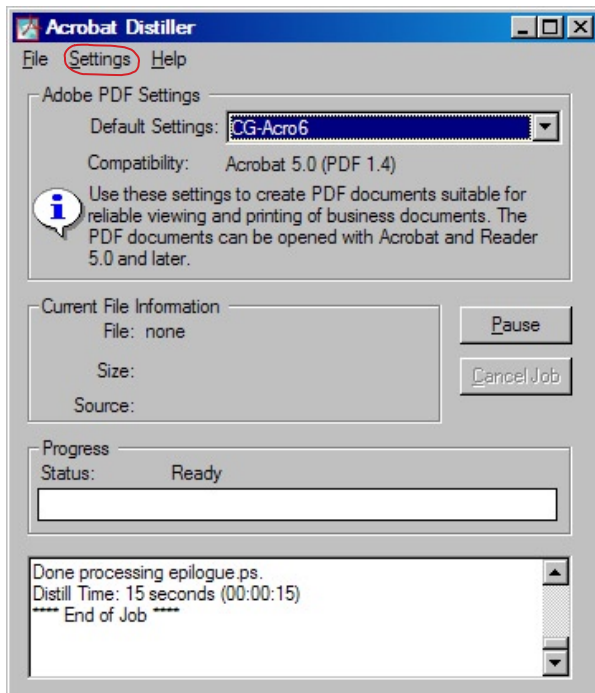 Acrobat Distiller
File Settings Help
Adobe PDF Settings
Default Settings: CG-Acro6
Compatibility: Acrobat 5.0 (PDF 1.4)
Use these settings to create PDF documents suitable for
reliable viewing and printing of business documents. The
PDF documents can be opened with Acrobat and Reader
5.0 and later.
Current File Information
File: none
Pause
Size:
Cancel Job
Source:
Progress
Status: Ready
Done processing epilogue.ps.
Distill Time: 15 seconds (00:00:15)
**** End of Job ****